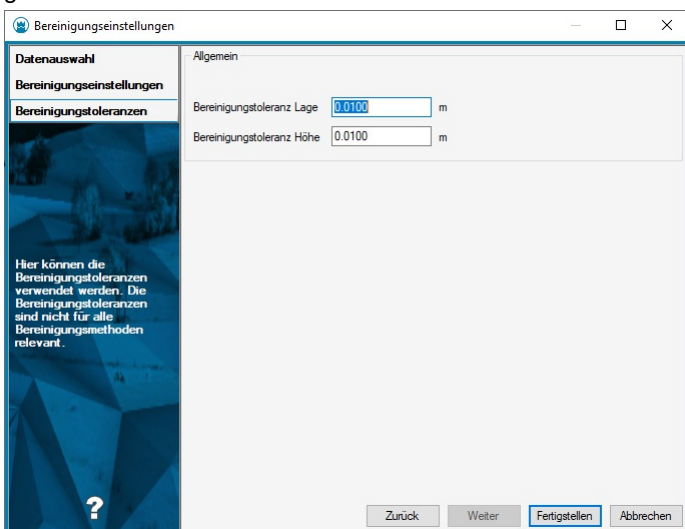 Bereinigungseinstellungen
Datenauswahl
Bereinigungseinstellungen
Bereinigungstoleranzen
Hier können die
Bereinigungstoleranzen
verwendet werden. Die
Bereinigungstoleranzen
sind nicht für alle
Bereinigungsmethoden
relevant.
?
Allgemein
Bereinigungstoleranz Lage 0.0100 m
Bereinigungstoleranz Höhe 0.0100 m
Zurück Weiter Fertigstellen Abbrechen